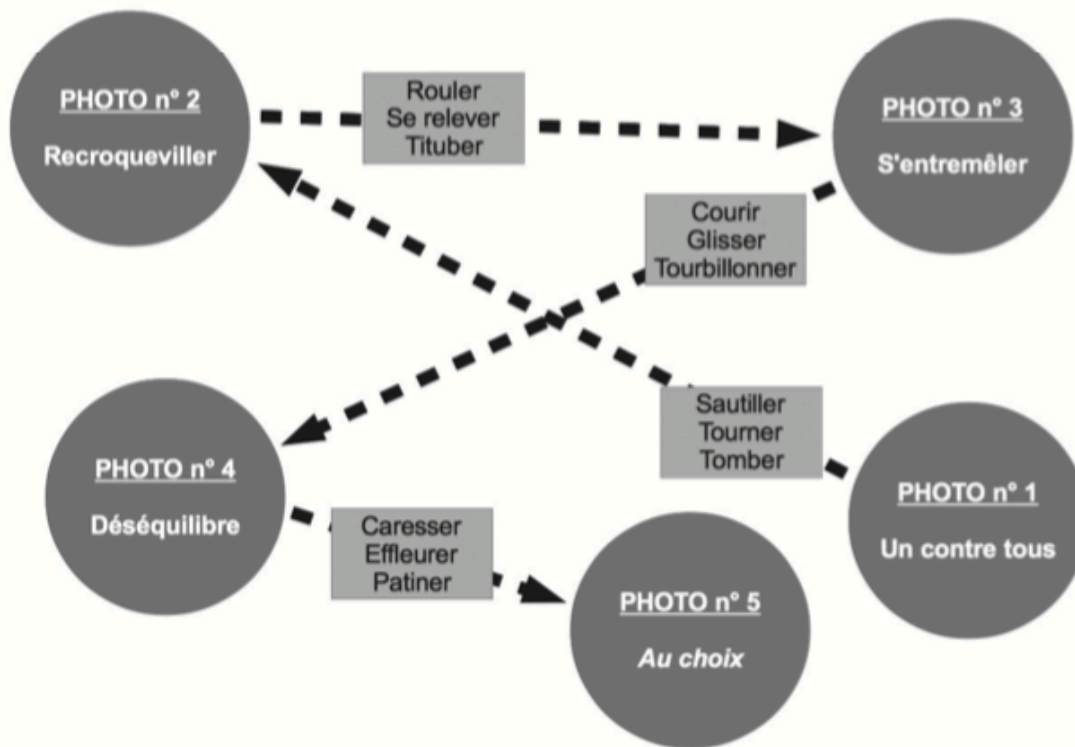 PHOTO n° 2
Recroqueviller
Rouler
Se relever
Tituber
PHOTO n° 3
S'entremêler
Courir
Glisser
Tourbillonner
Sautiller
Tourner
Tomber
PHOTO n° 4
Déséquilibre
PHOTO n° 1
Un contre tous
Caresser
Effleurer
Patiner
PHOTO n° 5
Au choix